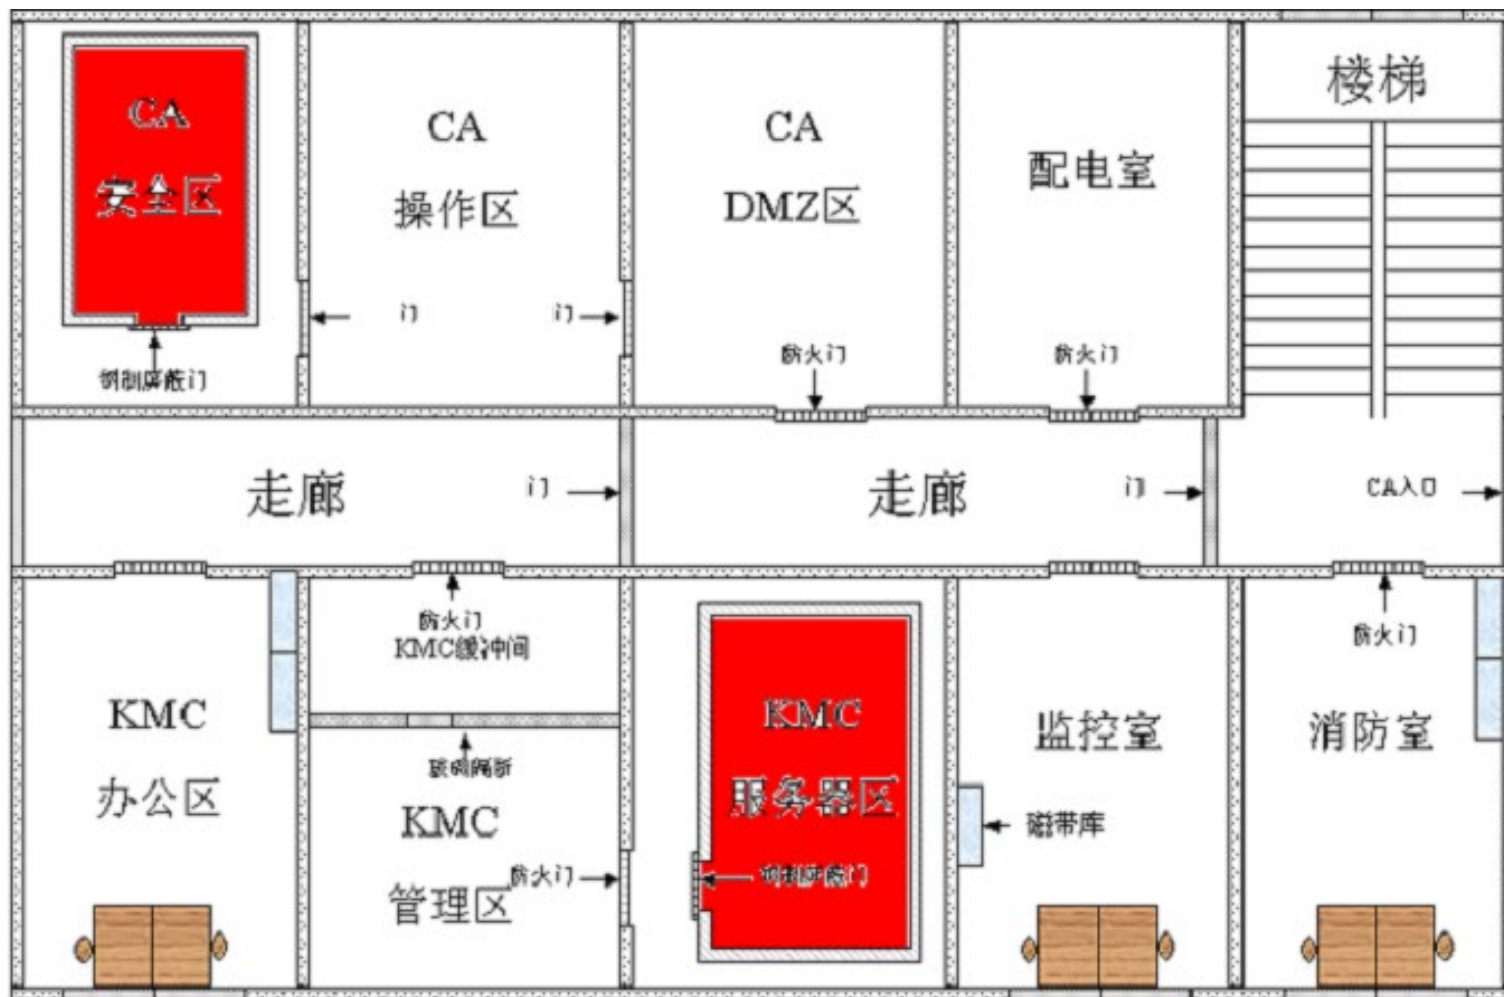 CA
安全区
钢制屏蔽门
CA
操作区
门
门
CA
DMZ区
防火门
配电室
防火门
楼梯
走廊
门
走廊
门
CA入口
KMC
办公区
防火门
KMC缓冲间
玻钢隔断
KMC
管理区
防火门
KMC
服务器区
钢制屏蔽门
监控室
磁带库
防火门
消防室